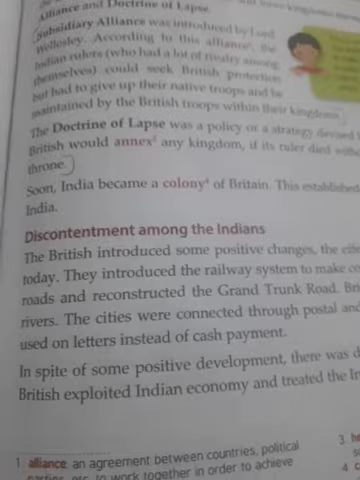 Alliance and Doctrine of Lapse.
Subsidiary Alliance was introduced by Lord
Wellesley. According to this alliance¹, the
Indian rulers (who had a lot of rivalry among
themselves) could seek British protection
but had to give up their native troops and be
maintained by the British troops within their kingdoms.
The Doctrine of Lapse was a policy or a strategy devised
British would annex² any kingdom, if its ruler died
throne.
Soon, India became a colony⁴ of Britain. This established
India.
Discontentment among the Indians
The British introduced some positive changes, the
today. They introduced the railway system to make
roads and reconstructed the Grand Trunk Road.
rivers. The cities were connected through postal and
used on letters instead of cash payment.
In spite of some positive development, there was
British exploited Indian economy and treated the
1 alliance an agreement between countries, political
parties, etc. to work together in order to achieve
3
4